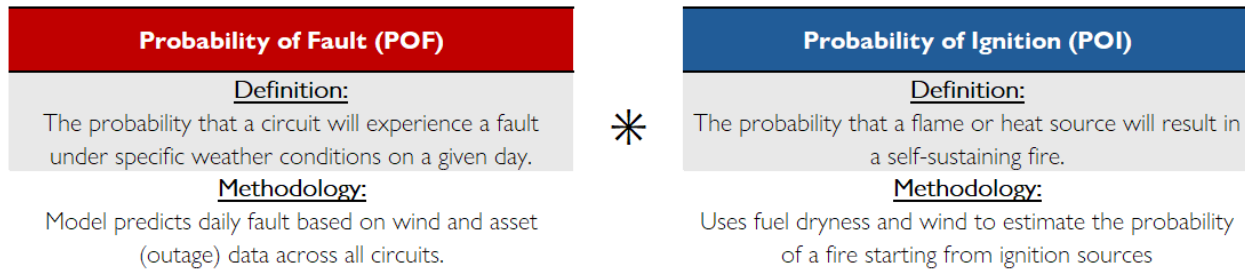 Probability of Fault (POF)
Definition:
The probability that a circuit will experience a fault
under specific weather conditions on a given day.
Methodology:
Model predicts daily fault based on wind and asset
(outage) data across all circuits.
*
Probability of Ignition (POI)
Definition:
The probability that a flame or heat source will result in
a self-sustaining fire.
Methodology:
Uses fuel dryness and wind to estimate the probability
of a fire starting from ignition sources